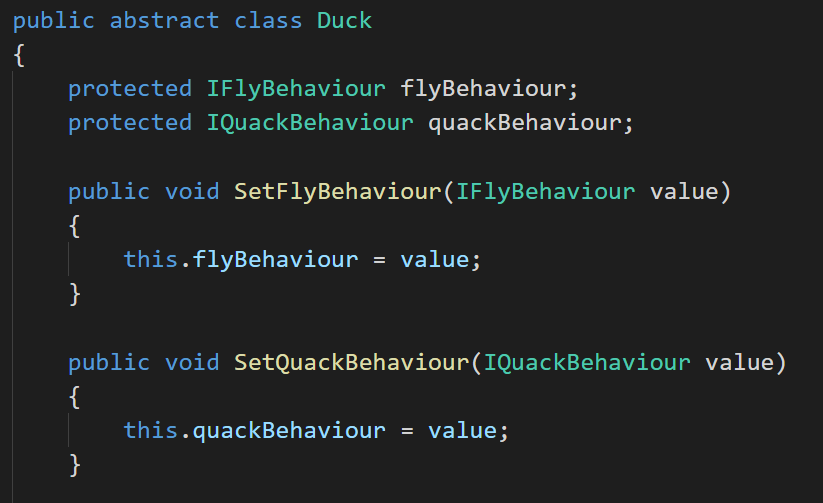 public abstract class Duck
{
    protected IFlyBehaviour flyBehaviour;
    protected IQuackBehaviour quackBehaviour;

    public void SetFlyBehaviour(IFlyBehaviour value)
    {
        this.flyBehaviour = value;
    }

    public void SetQuackBehaviour(IQuackBehaviour value)
    {
        this.quackBehaviour = value;
    }